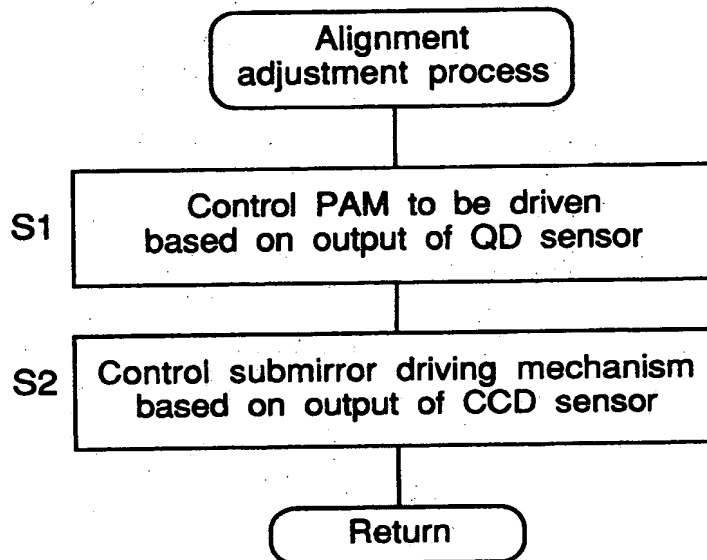 Alignment
adjustment process
S1
Control PAM to be driven
based on output of QD sensor
S2
Control submirror driving mechanism
based on output of CCD sensor
Return